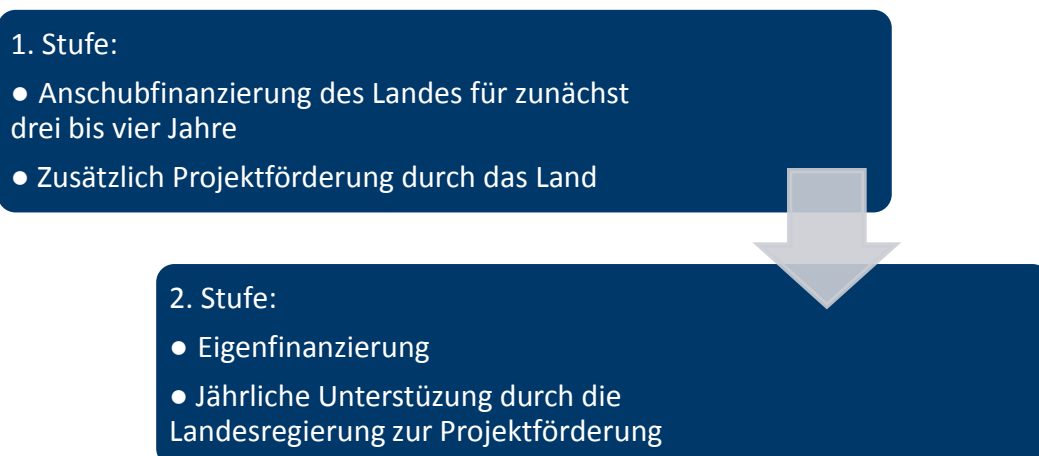 1. Stufe:
● Anschubfinanzierung des Landes für zunächst
drei bis vier Jahre
● Zusätzlich Projektförderung durch das Land
2. Stufe:
● Eigenfinanzierung
● Jährliche Unterstüzung durch die
Landesregierung zur Projektförderung